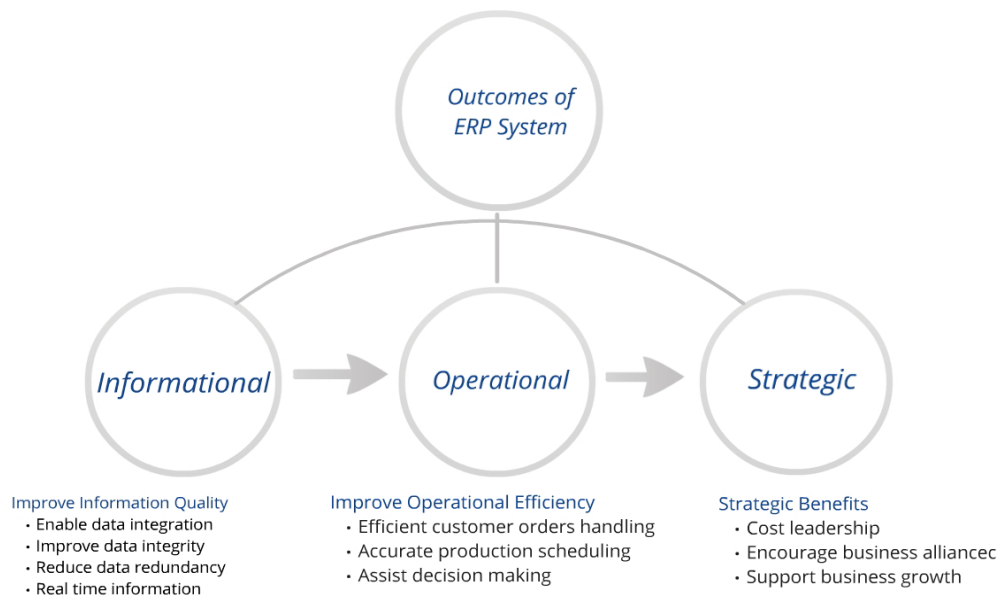 Outcomes of
ERP System
Informational
Operational
Strategic
Improve Information Quality
• Enable data integration
• Improve data integrity
• Reduce data redundancy
• Real time information
Improve Operational Efficiency
• Efficient customer orders handling
• Accurate production scheduling
• Assist decision making
Strategic Benefits
• Cost leadership
• Encourage business alliancec
• Support business growth